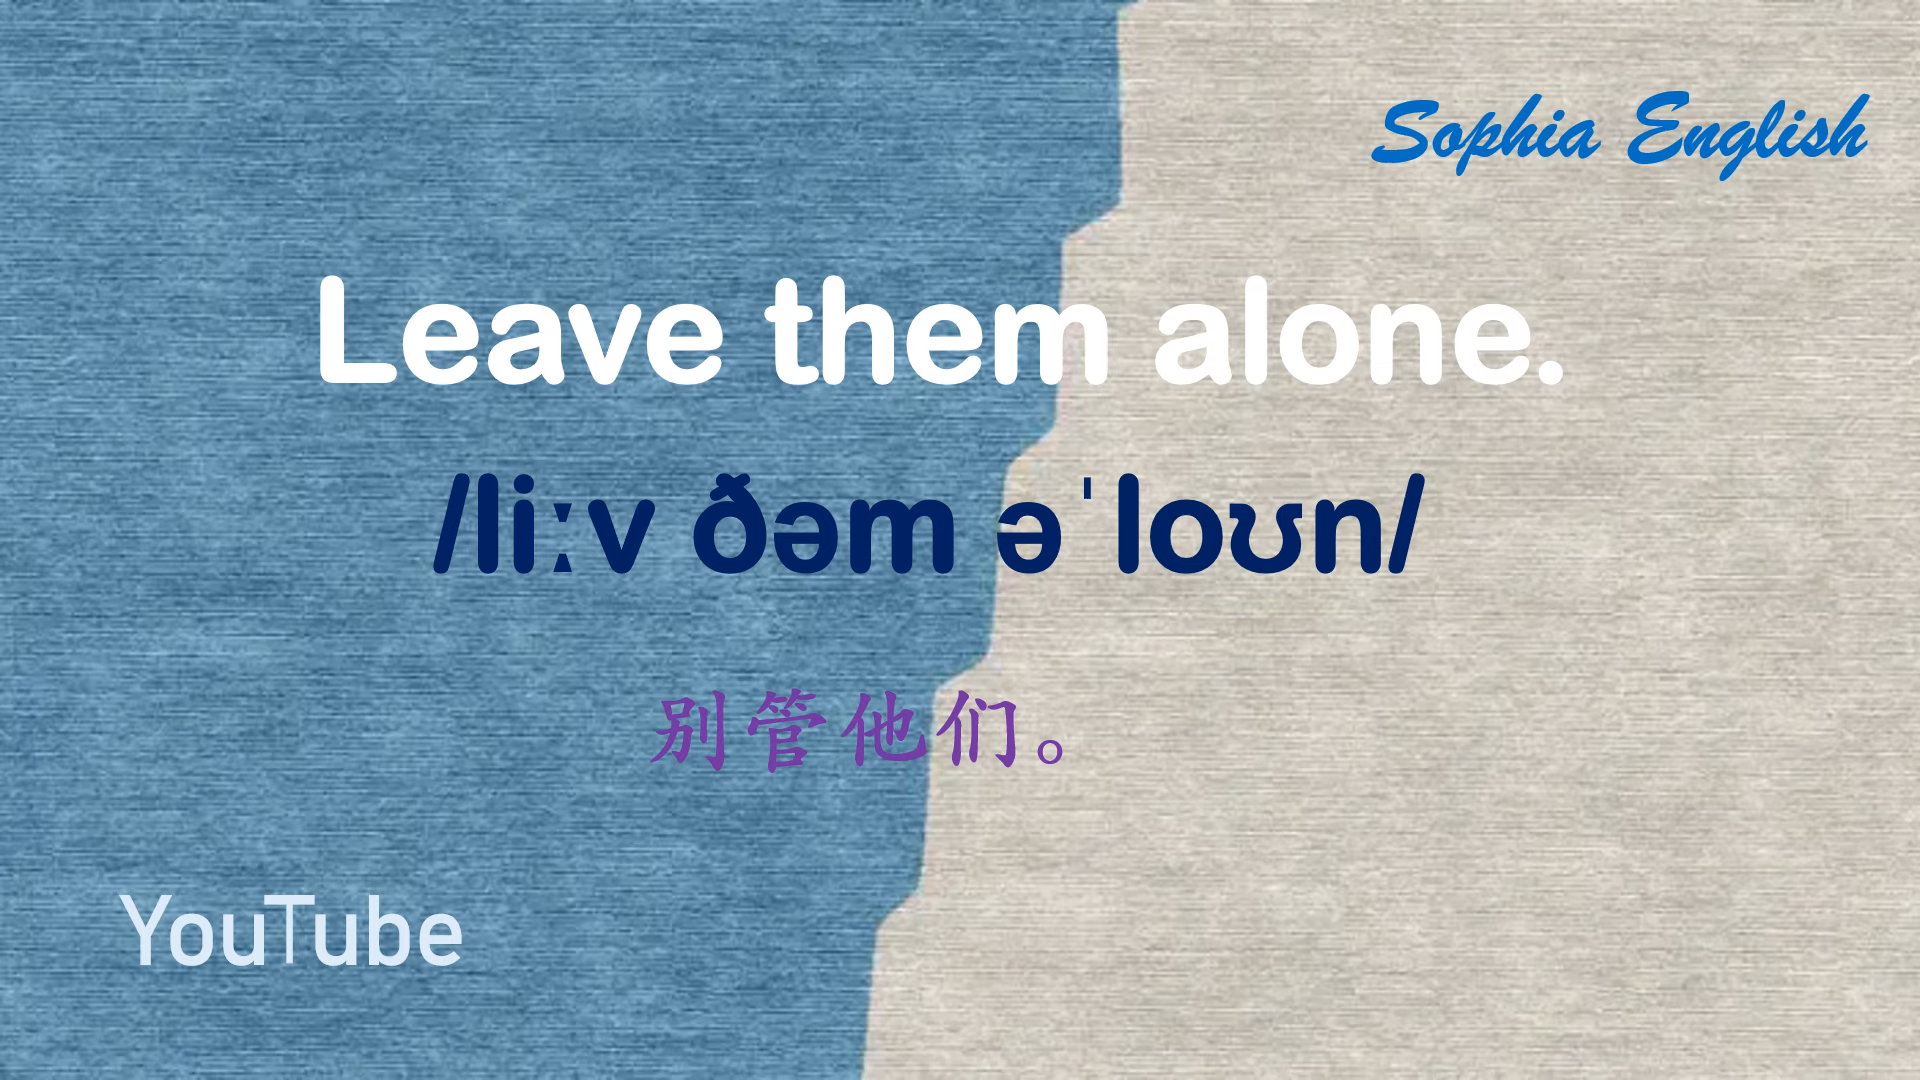 Sophia English
Leave them alone.
/liːv ðəm əˈloʊn/
别管他们。
YouTube